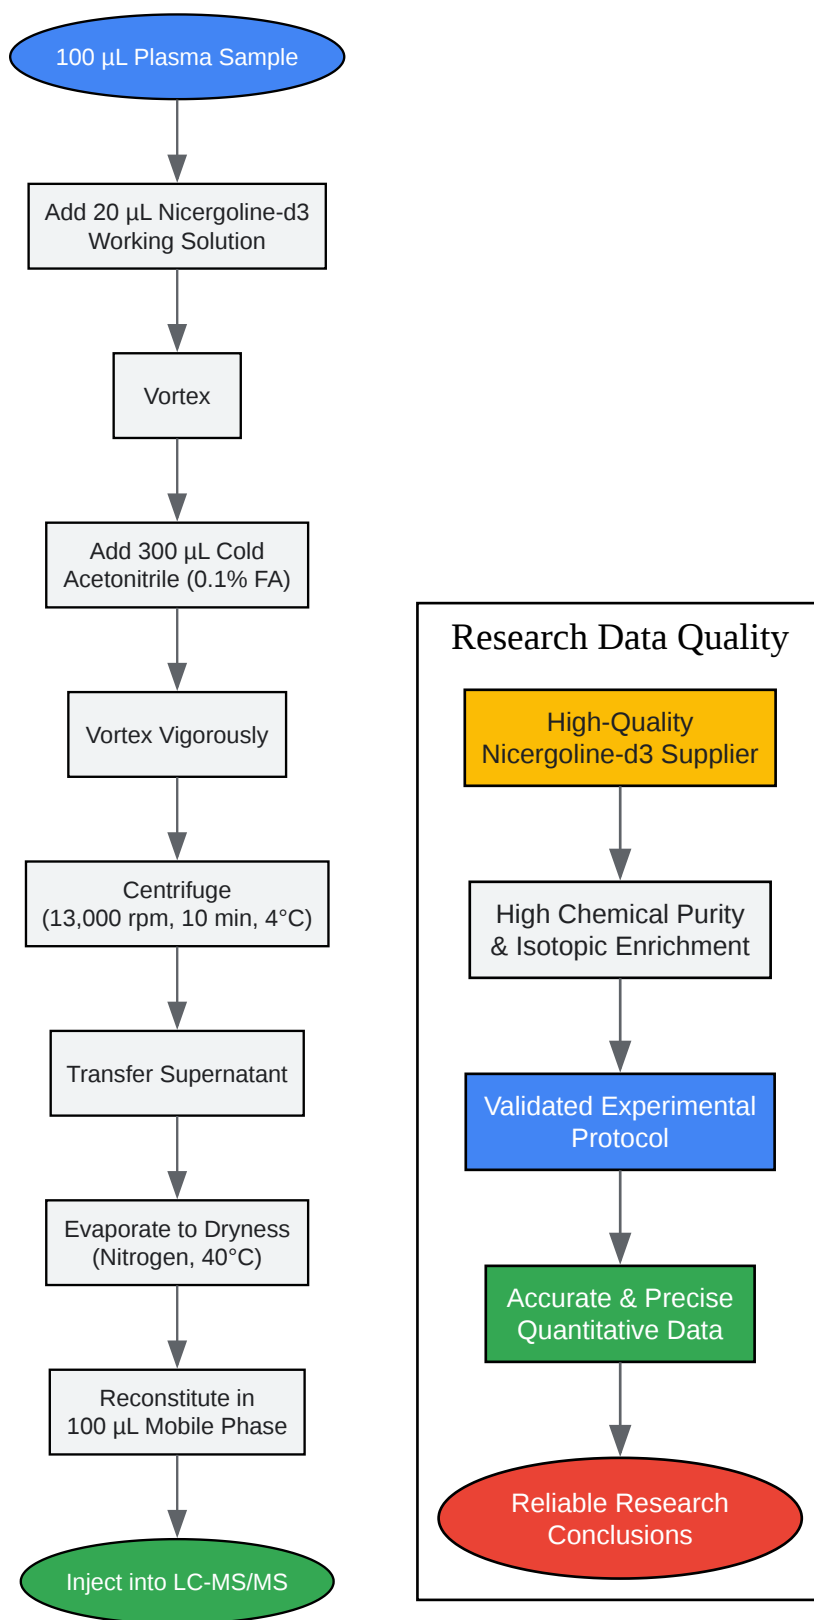 100 µL Plasma Sample
Add 20 µL Nicergoline-d3
Working Solution
Vortex
Add 300 µL Cold
Acetonitrile (0.1% FA)
Vortex Vigorously
Centrifuge
(13,000 rpm, 10 min, 4°C)
Transfer Supernatant
Evaporate to Dryness
(Nitrogen, 40°C)
Reconstitute in
100 µL Mobile Phase
Inject into LC-MS/MS
Research Data Quality
High-Quality
Nicergoline-d3 Supplier
High Chemical Purity
& Isotopic Enrichment
Validated Experimental
Protocol
Accurate & Precise
Quantitative Data
Reliable Research
Conclusions